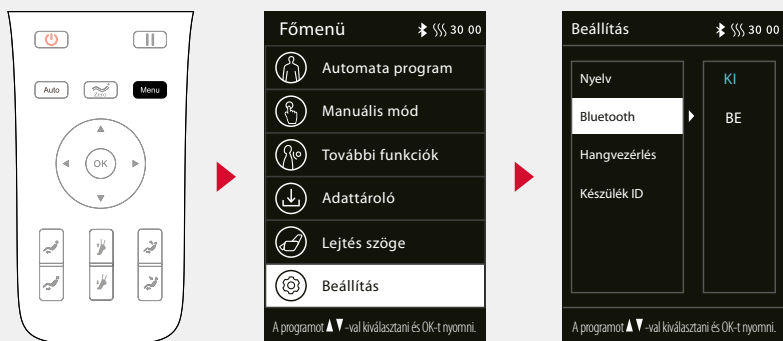 Auto
Zero
Menu
OK
Főmenü 30 00
Automata program
Manuális mód
További funkciók
Adattároló
Lejtés szöge
Beállítás
A programot ▲▼-val kiválasztani és OK-t nyomni.
Beállítás 30 00
Nyelv
Bluetooth
Hangvezérlés
Készülék ID
KI
BE
A programot ▲▼-val kiválasztani és OK-t nyomni.